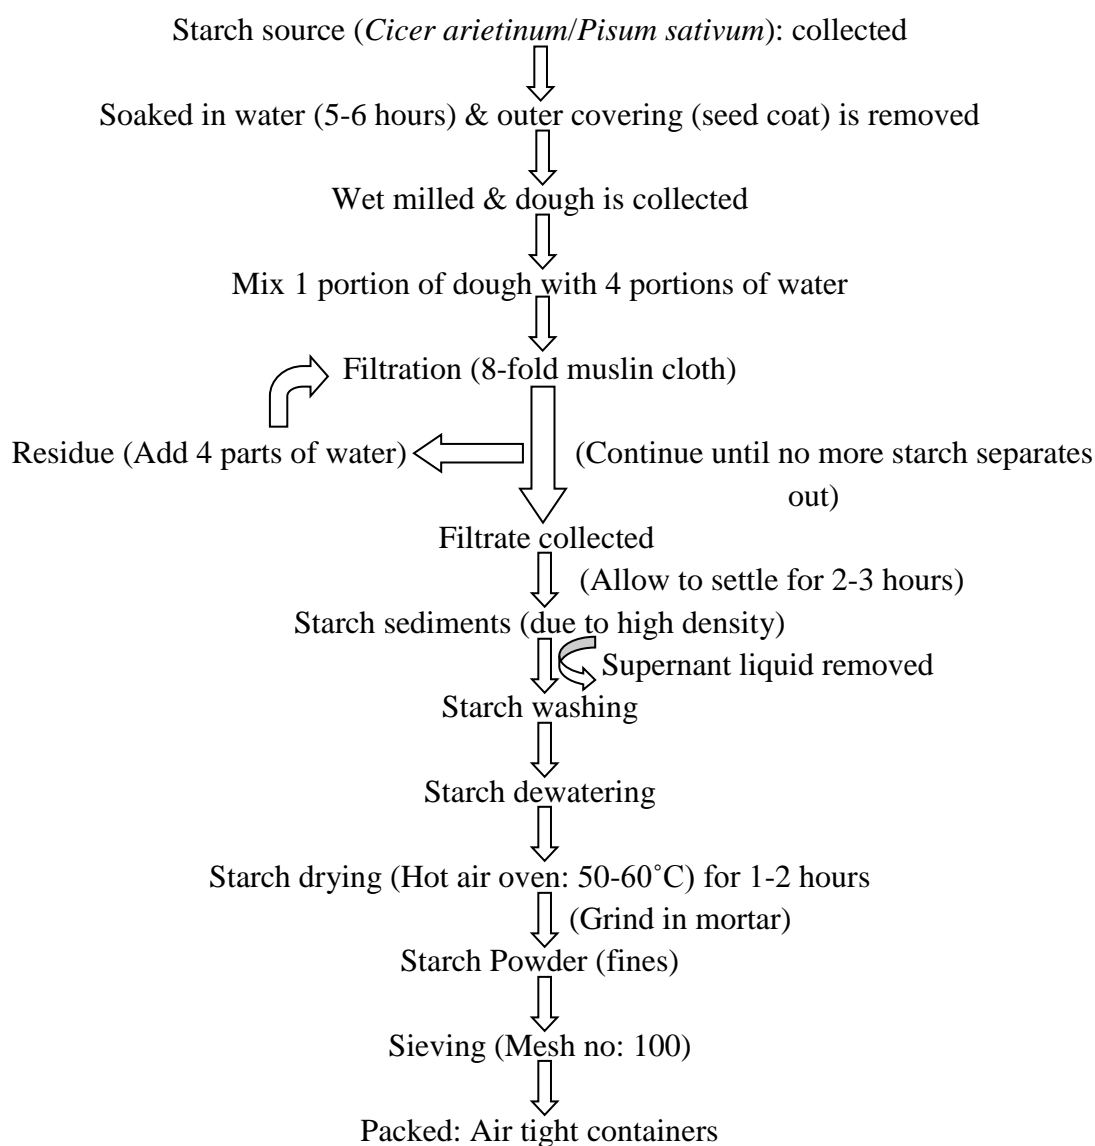 Starch source (Cicer arietinum/Pisum sativum): collected
Soaked in water (5-6 hours) & outer covering (seed coat) is removed
Wet milled & dough is collected
Mix 1 portion of dough with 4 portions of water
Filtration (8-fold muslin cloth)
Residue (Add 4 parts of water)
(Continue until no more starch separates
out)
Filtrate collected
(Allow to settle for 2-3 hours)
Starch sediments (due to high density)
Supernant liquid removed
Starch washing
Starch dewatering
Starch drying (Hot air oven: 50-60˚C) for 1-2 hours
(Grind in mortar)
Starch Powder (fines)
Sieving (Mesh no: 100)
Packed: Air tight containers